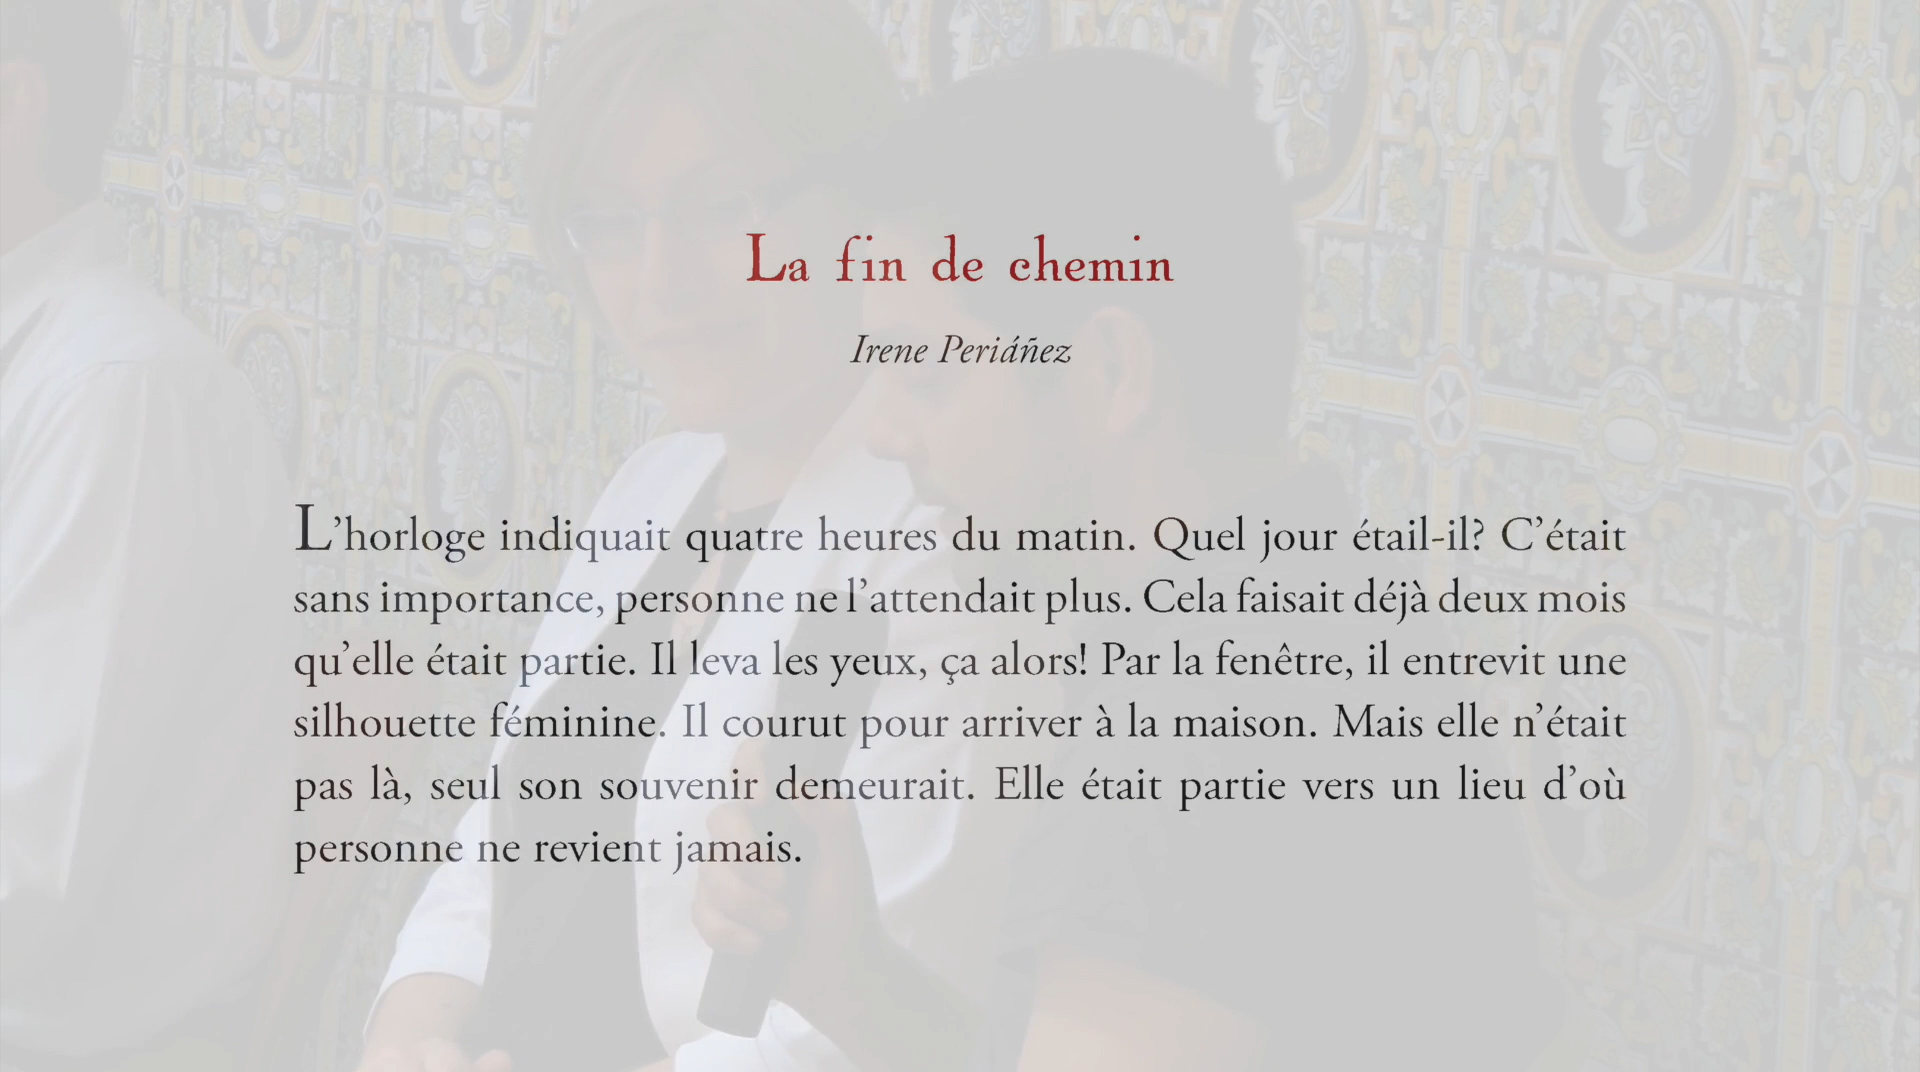 La fin de chemin
Irene Periáñez
L’horloge indiquait quatre heures du matin. Quel jour étail-il? C’était
sans importance, personne ne l’attendait plus. Cela faisait déjà deux mois
qu’elle était partie. Il leva les yeux, ça alors! Par la fenêtre, il entrevit une
silhouette féminine. Il courut pour arriver à la maison. Mais elle n’était
pas là, seul son souvenir demeurait. Elle était partie vers un lieu d’où
personne ne revient jamais.